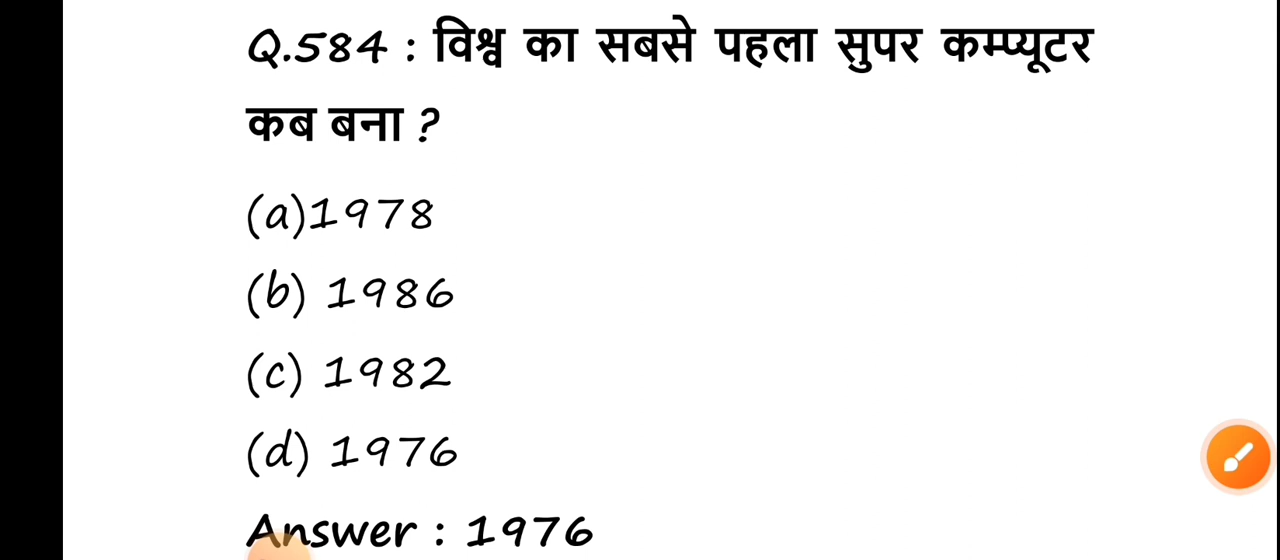 Q.584 : विश्व का सबसे पहला सुपर कम्प्यूटर
कब बना ?
(a)1978
(b) 1986
(c) 1982
(d) 1976
Answer : 1976